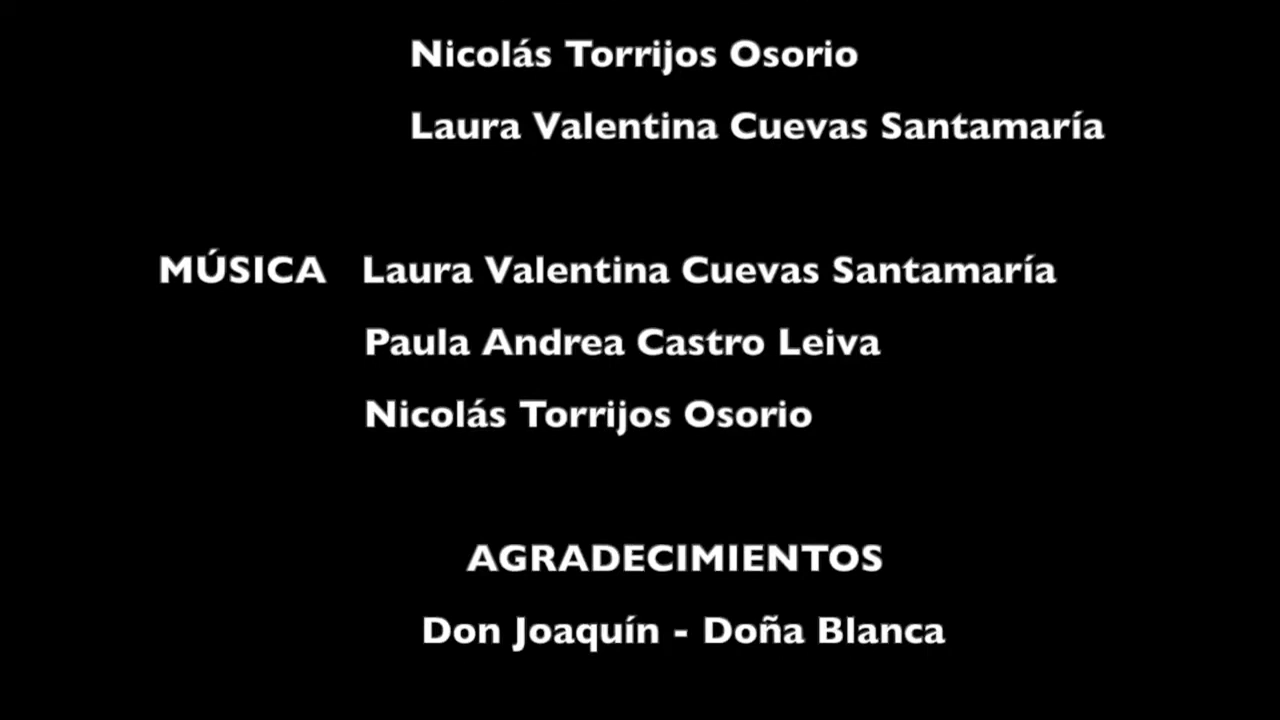 Nicolás Torrijos Osorio
Laura Valentina Cuevas Santamaría
MÚSICA Laura Valentina Cuevas Santamaría
Paula Andrea Castro Leiva
Nicolás Torrijos Osorio
AGRADECIMIENTOS
Don Joaquín - Doña Blanca